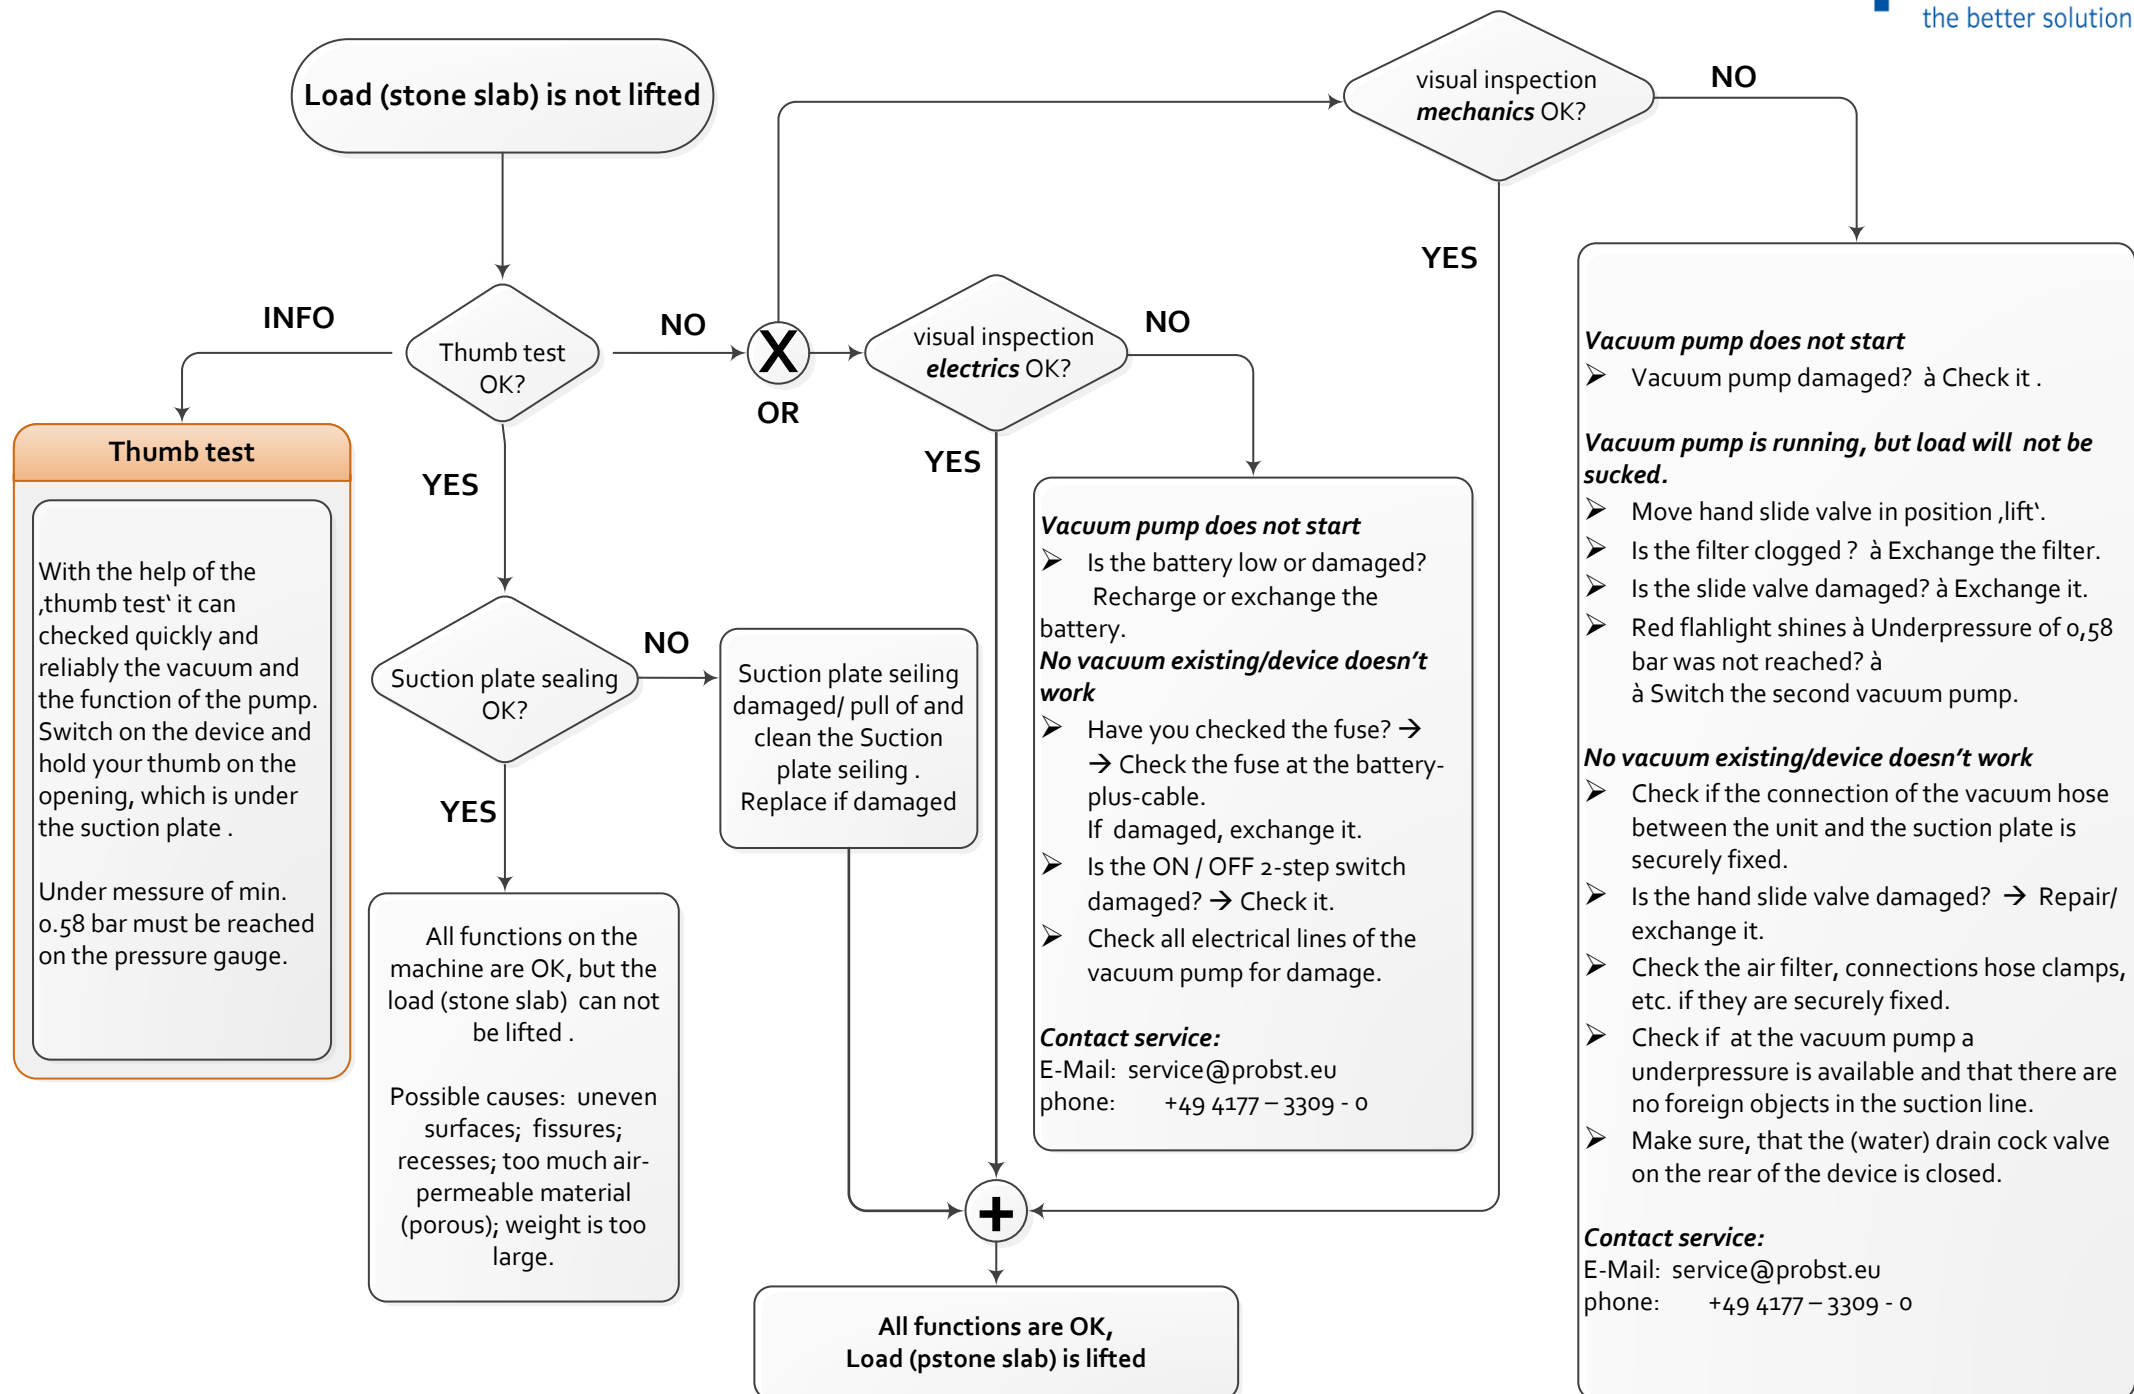 the better solution
Load (stone slab) is not lifted
visual inspection
mechanics OK?
NO
YES
INFO
Thumb test
OK?
NO
X
OR
visual inspection
electrics OK?
NO
YES
YES
Thumb test
With the help of the
‚thumb test‘ it can
checked quickly and
reliably the vacuum and
the function of the pump.
Switch on the device and
hold your thumb on the
opening, which is under
the suction plate .
Under messure of min.
0.58 bar must be reached
on the pressure gauge.
Suction plate sealing
OK?
NO
YES
Suction plate seiling
damaged/ pull of and
clean the Suction
plate seiling .
Replace if damaged
All functions on the
machine are OK, but the
load (stone slab) can not
be lifted .
Possible causes: uneven
surfaces; fissures;
recesses; too much air-
permeable material
(porous); weight is too
large.
Vacuum pump does not start
➢ Is the battery low or damaged?
Recharge or exchange the
battery.
No vacuum existing/device doesn’t
work
➢ Have you checked the fuse? →
→ Check the fuse at the battery-
plus-cable.
If damaged, exchange it.
➢ Is the ON / OFF 2-step switch
damaged? → Check it.
➢ Check all electrical lines of the
vacuum pump for damage.
Contact service:
E-Mail: service@probst.eu
phone: +49 4177 – 3309 - 0
Vacuum pump does not start
➢ Vacuum pump damaged? à Check it .
Vacuum pump is running, but load will not be
sucked.
➢ Move hand slide valve in position ‚lift‘.
➢ Is the filter clogged ? à Exchange the filter.
➢ Is the slide valve damaged? à Exchange it.
➢ Red flahlight shines à Underpressure of 0,58
bar was not reached? à
à Switch the second vacuum pump.
No vacuum existing/device doesn’t work
➢ Check if the connection of the vacuum hose
between the unit and the suction plate is
securely fixed.
➢ Is the hand slide valve damaged? → Repair/
exchange it.
➢ Check the air filter, connections hose clamps,
etc. if they are securely fixed.
➢ Check if at the vacuum pump a
underpressure is available and that there are
no foreign objects in the suction line.
➢ Make sure, that the (water) drain cock valve
on the rear of the device is closed.
Contact service:
E-Mail: service@probst.eu
phone: +49 4177 – 3309 - 0
+
All functions are OK,
Load (pstone slab) is lifted